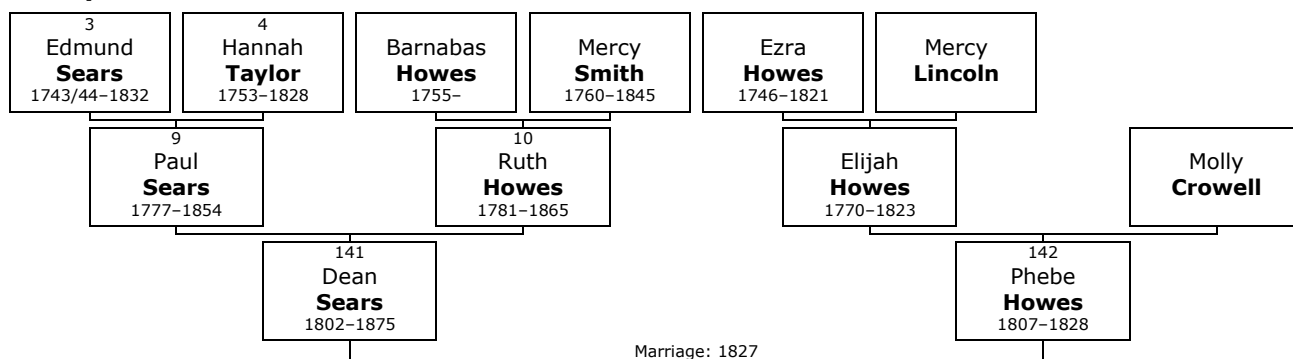 3
Edmund
Sears
1743/44–1832
4
Hannah
Taylor
1753–1828
Barnabas
Howes
1755–
Mercy
Smith
1760–1845
Ezra
Howes
1746–1821
Mercy
Lincoln
9
Paul
Sears
1777–1854
10
Ruth
Howes
1781–1865
Elijah
Howes
1770–1823
Molly
Crowell
141
Dean
Sears
1802–1875
142
Phebe
Howes
1807–1828
Marriage: 1827